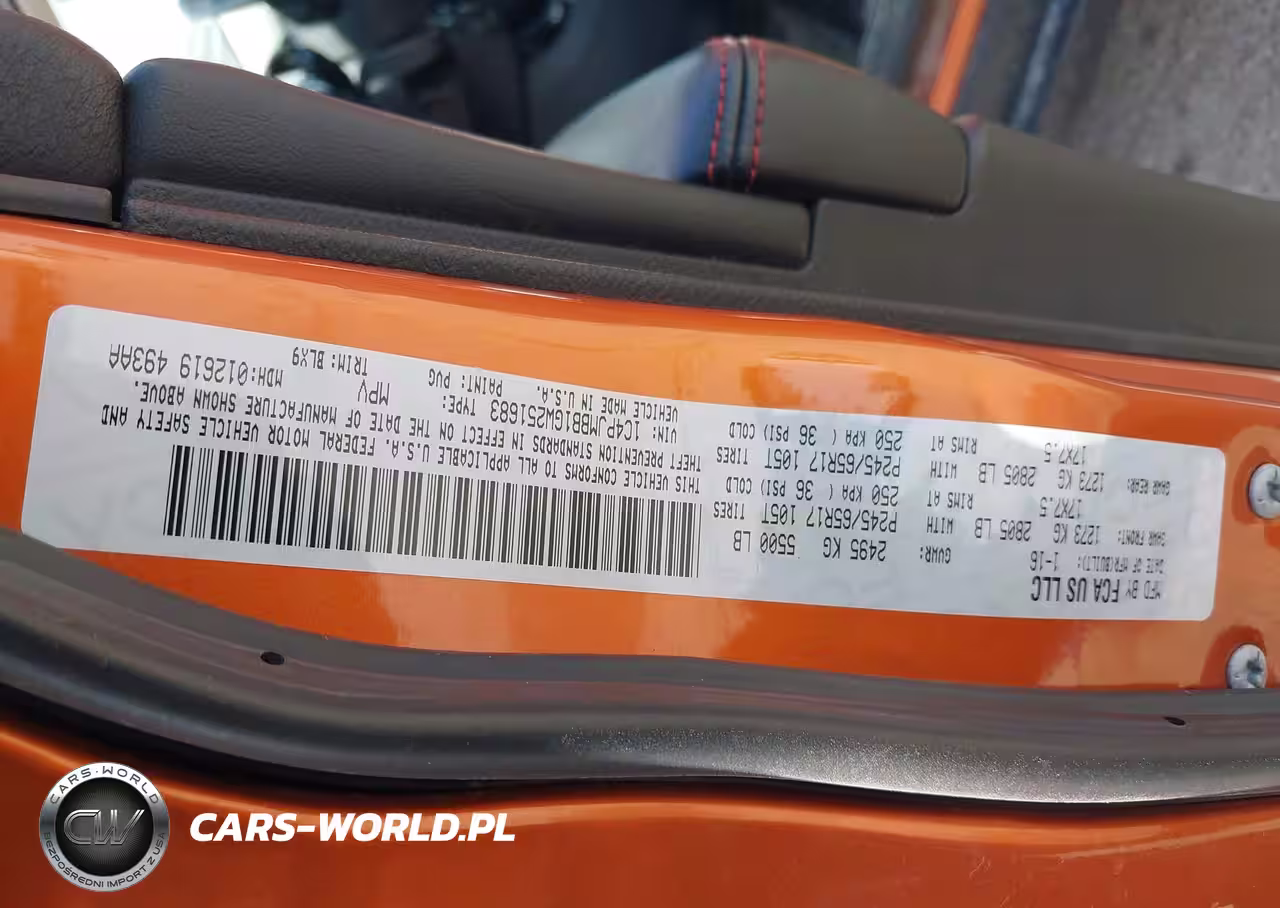 MFD BY FCA US LLC
DATE OF MFR(BUILT): 1-16
GVWR: 2495 KG 5500 LB
GAWR FRONT: 1273 KG 2805 LB WITH P245/65R17 105T TIRES
17X7.5 RIMS AT 250 KPA ( 36 PSI) COLD
GAWR REAR: 1273 KG 2805 LB WITH P245/65R17 105T TIRES
17X7.5 RIMS AT 250 KPA ( 36 PSI) COLD
THIS VEHICLE CONFORMS TO ALL APPLICABLE U.S.A. FEDERAL MOTOR VEHICLE SAFETY AND
THEFT PREVENTION STANDARDS IN EFFECT ON THE DATE OF MANUFACTURE SHOWN ABOVE.
VIN: 1C4PJMBB1GW251683 TYPE: MPV MDH:012619 493AA
VEHICLE MADE IN U.S.A. PAINT: PVG TRIM: BLX9
CARS-WORLD
CW
BEZPOŚREDNI IMPORT Z USA
CARS-WORLD.PL